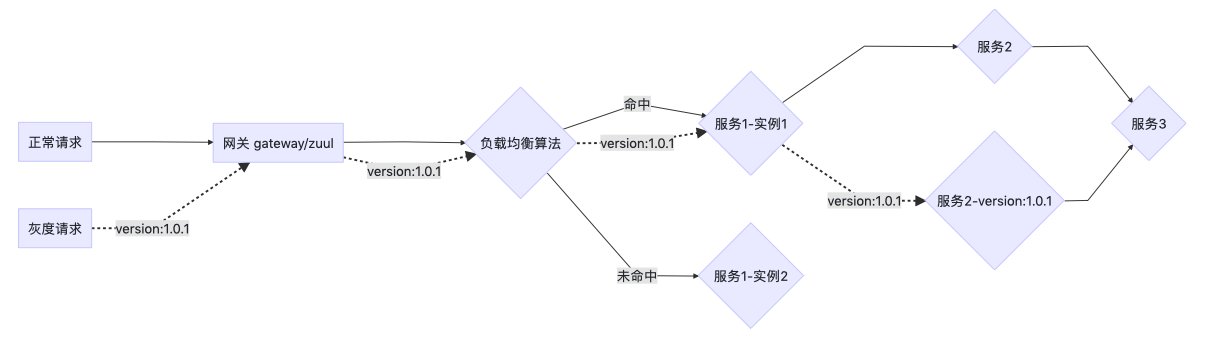 正常请求
灰度请求
version:1.0.1
网关 gateway/zuul
version:1.0.1
负载均衡算法
命中
version:1.0.1
未命中
服务1-实例1
服务1-实例2
version:1.0.1
服务2
服务2-version:1.0.1
服务3